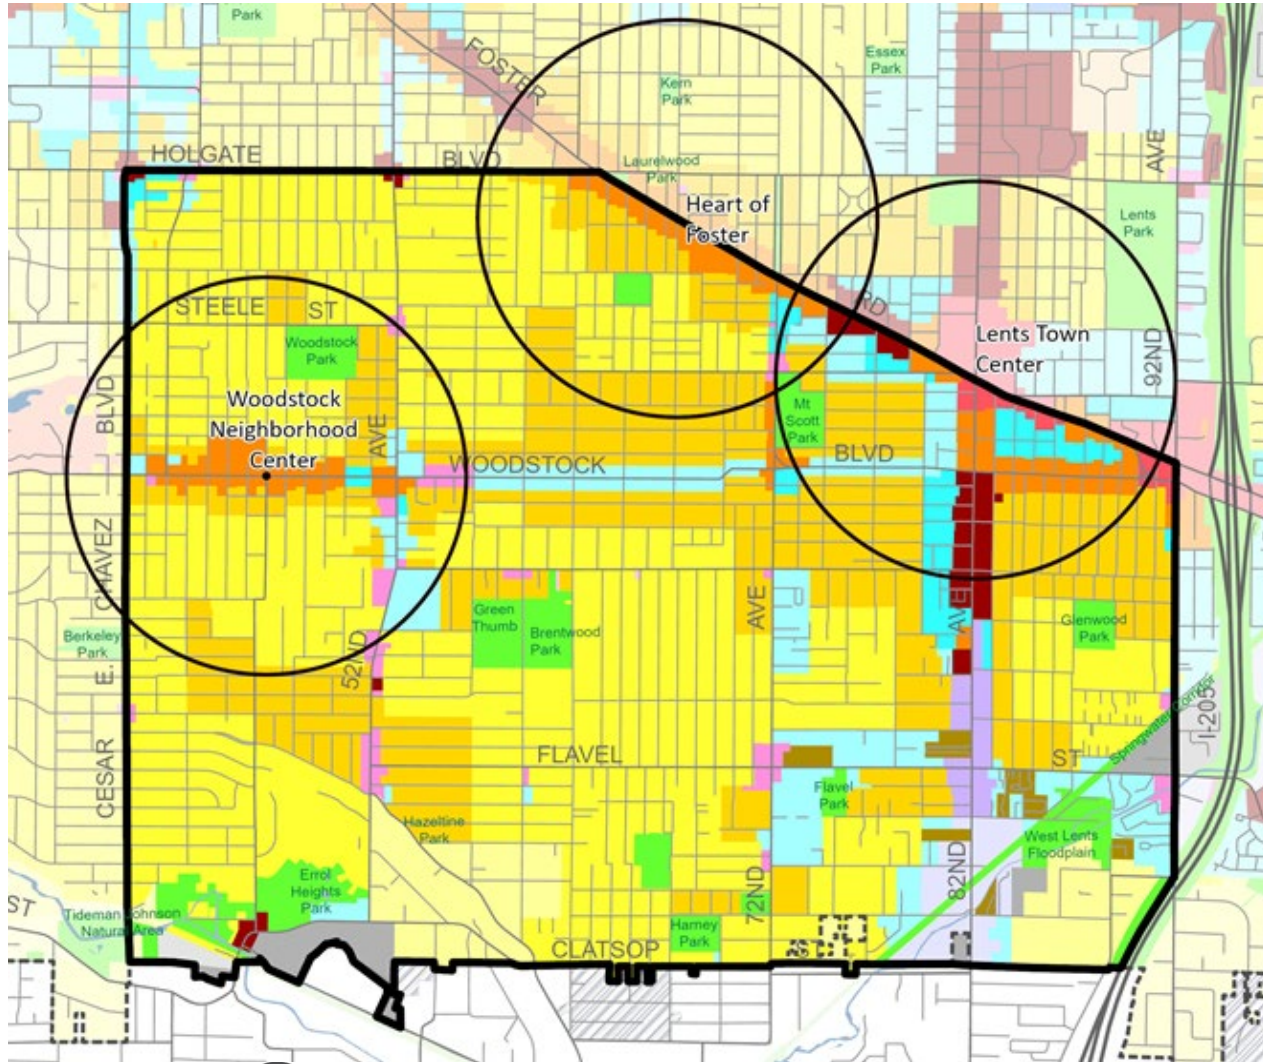 Park
FOSTER
Essex
Park
Kern
Park
AVE
HOLGATE
BLVD
Laurelwood
Park
Heart of
Foster
Lents
Park
STEELE
ST
RD
Woodstock
Park
Lents Town
Center
92ND
BLVD
Woodstock
Neighborhood
Center
AVE
Mt
Scott
Park
WOODSTOCK
BLVD
CHAVEZ
Green
Thumb
Brentwood
Park
AVE
AVE
Glenwood
Park
Berkeley
Park
E.
52ND
Springwater Corridor
I-205
CESAR
FLAVEL
ST
Flavel
Park
Hazeltine
Park
West Lents
Floodplain
82ND
Errol
Heights
Park
72ND
ST
Tideman Johnson
Natural Area
Harney
Park
CLATSOP